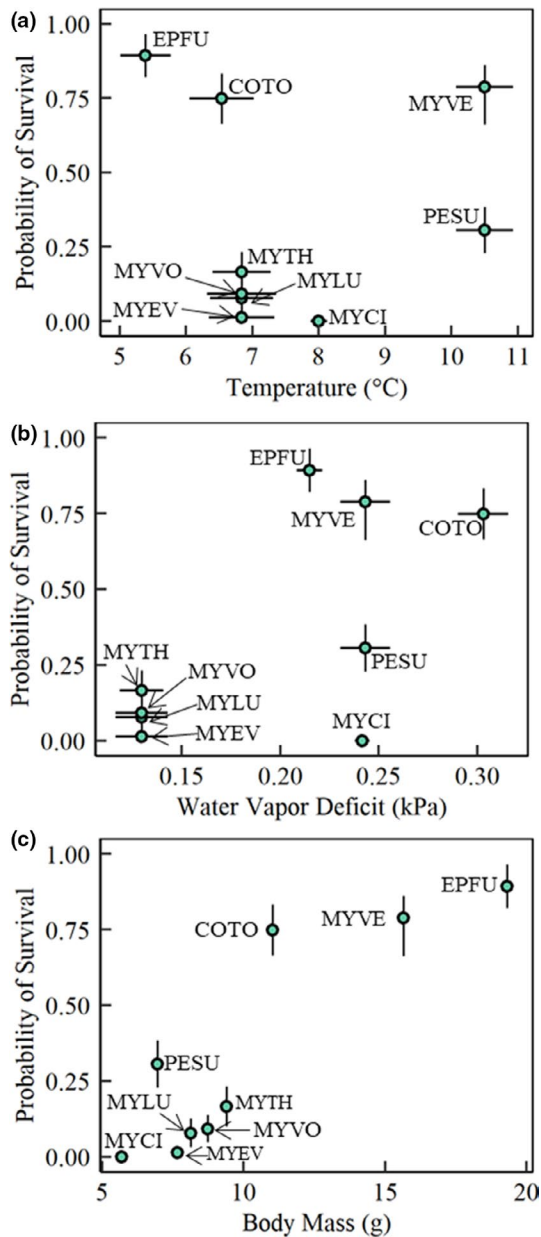 (a)
1.00
0.75
0.50
0.25
0.00
Probability of Survival
EPFU
COTO
MYVE
PESU
MYTH
MYVO
MYLU
MYEV
MYCI
5 6 7 8 9 10 11
Temperature (°C)
(b)
1.00
0.75
0.50
0.25
0.00
Probability of Survival
EPFU
MYVE
COTO
MYTH
MYVO
PESU
MYLU
MYEV
MYCI
0.15 0.20 0.25 0.30
Water Vapor Deficit (kPa)
(c)
1.00
0.75
0.50
0.25
0.00
Probability of Survival
EPFU
MYVE
COTO
PESU
MYLU
MYTH
MYVO
MYCI
MYEV
5 10 15 20
Body Mass (g)